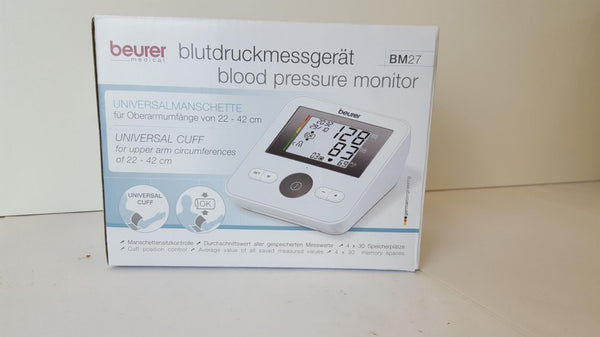 beurer
medical
blutdruckmessgerät
blood pressure monitor
BM27
UNIVERSALMANSCHETTE
für Oberarmumfänge von 22 - 42 cm
UNIVERSAL CUFF
for upper arm circumferences
of 22 - 42 cm
beurer
128
83
69
SET
M
UNIVERSAL
CUFF
OK
Manschettensitzkontrolle
Durchschnittswert aller gespeicherten Messwerte
4 x 30 Speicherplätze
Cuff position control
Average value of all saved measured values
4 x 30 memory spaces